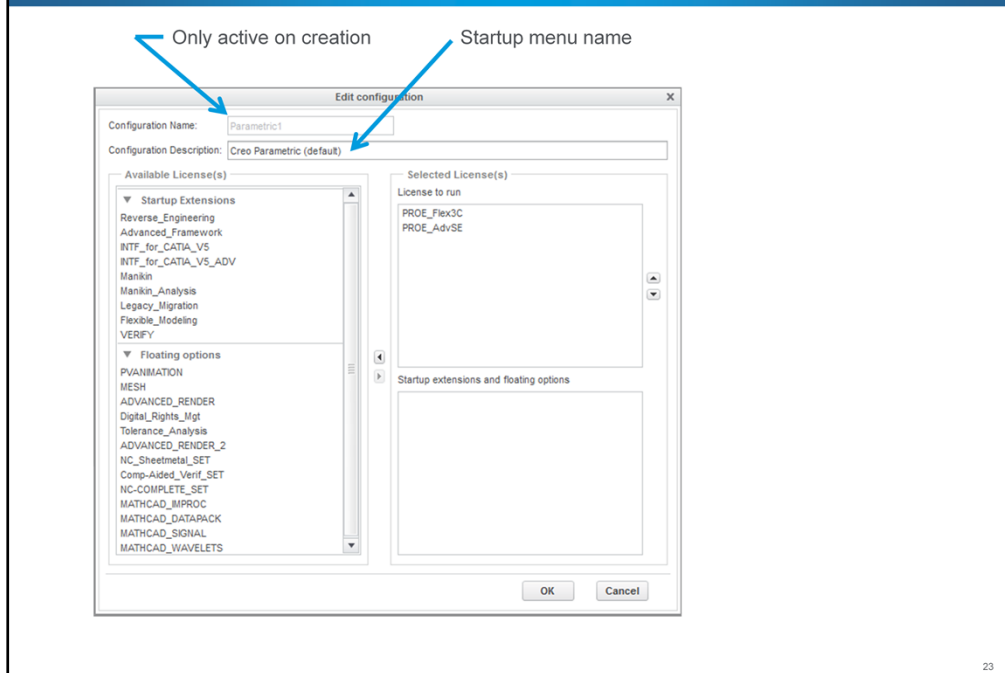 Only active on creation
Startup menu name
Edit configuration
x
Configuration Name:
Parametric1
Configuration Description:
Creo Parametric (default)
Available License(s)
Startup Extensions
Reverse_Engineering
Advanced_Framework
INTF_for_CATIA_V5
INTF_for_CATIA_V5_ADV
Manikin
Manikin_Analysis
Legacy_Migration
Flexible_Modeling
VERIFY
Floating options
PVANIMATION
MESH
ADVANCED_RENDER
Digital_Rights_Mgt
Tolerance_Analysis
ADVANCED_RENDER_2
NC_Sheetmetal_SET
Comp-Aided_Verif_SET
NC-COMPLETE_SET
MATHCAD_IMPROC
MATHCAD_DATAPACK
MATHCAD_SIGNAL
MATHCAD_WAVELETS
Selected License(s)
License to run
PROE_Flex3C
PROE_AdvSE
Startup extensions and floating options
OK
Cancel
23